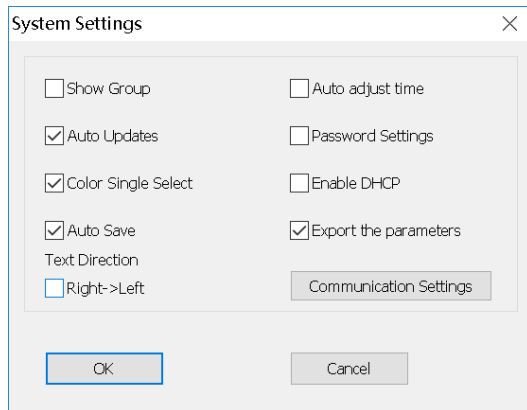 System Settings
Show Group
Auto adjust time
Auto Updates
Password Settings
Color Single Select
Enable DHCP
Auto Save
Export the parameters
Text Direction
Right->Left
Communication Settings
OK
Cancel